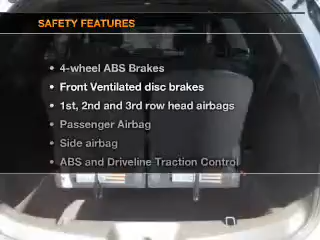 SAFETY FEATURES
• 4-wheel ABS Brakes
• Front Ventilated disc brakes
• 1st, 2nd and 3rd row head airbags
• Passenger Airbag
• Side airbag
• ABS and Driveline Traction Control